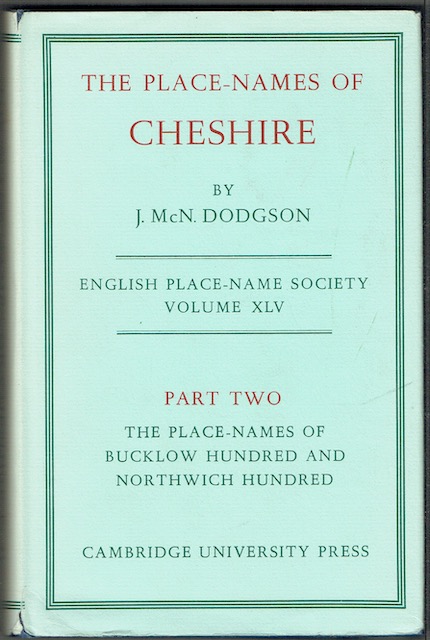 THE PLACE-NAMES OF
CHESHIRE
BY
J. McN. DODGSON
ENGLISH PLACE-NAME SOCIETY
VOLUME XLV
PART TWO
THE PLACE-NAMES OF
BUCKLOW HUNDRED AND
NORTHWICH HUNDRED
CAMBRIDGE UNIVERSITY PRESS